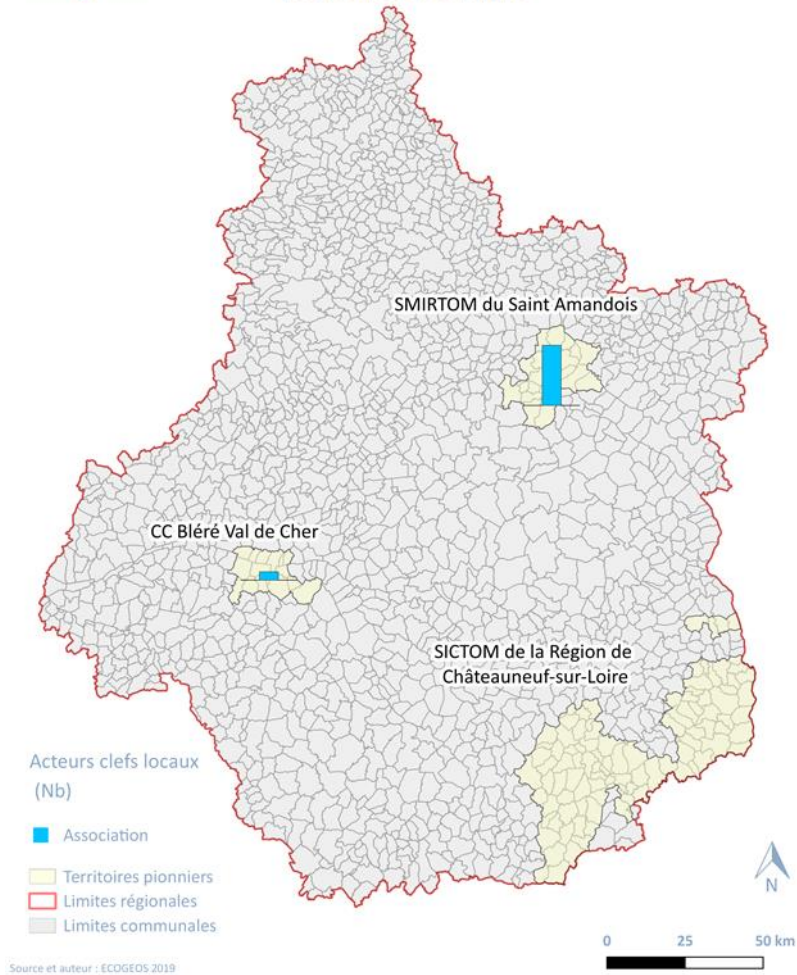 SMIRTOM du Saint Amandois
CC Bléré Val de Cher
SICTOM de la Région de
Châteauneuf-sur-Loire
Acteurs clefs locaux
(Nb)
Association
Territoires pionniers
Limites régionales
Limites communales
N
0 25 50 km
Source et auteur : ECOGEOS 2019